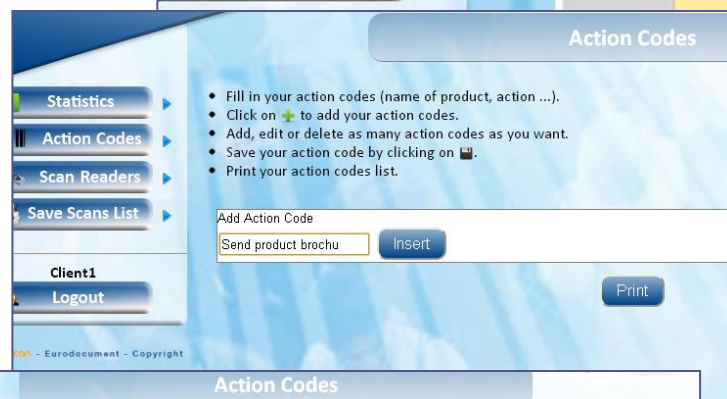 Action Codes
Statistics
Action Codes
Scan Readers
Save Scans List
Client1
Logout
- Eurodocument - Copyright
• Fill in your action codes (name of product, action ...).
• Click on to add your action codes.
• Add, edit or delete as many action codes as you want.
• Save your action code by clicking on .
• Print your action codes list.
Add Action Code
Send product brochu
Insert
Print
Action Codes